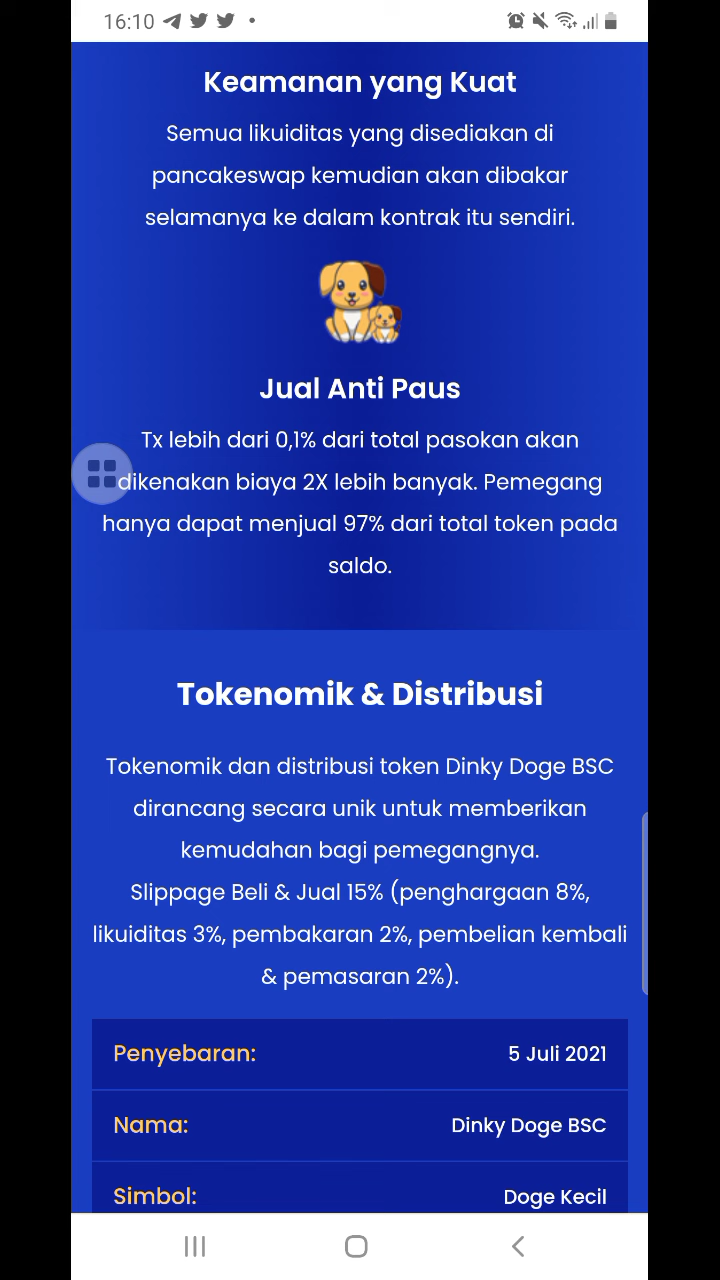 16:10
Keamanan yang Kuat
Semua likuiditas yang disediakan di
pancakeswap kemudian akan dibakar
selamanya ke dalam kontrak itu sendiri.
Jual Anti Paus
Tx lebih dari 0,1% dari total pasokan akan
dikenakan biaya 2X lebih banyak. Pemegang
hanya dapat menjual 97% dari total token pada
saldo.
Tokenomik & Distribusi
Tokenomik dan distribusi token Dinky Doge BSC
dirancang secara unik untuk memberikan
kemudahan bagi pemegangnya.
Slippage Beli & Jual 15% (penghargaan 8%,
likuiditas 3%, pembakaran 2%, pembelian kembali
& pemasaran 2%).
Penyebaran: 5 Juli 2021
Nama: Dinky Doge BSC
Simbol: Doge Kecil